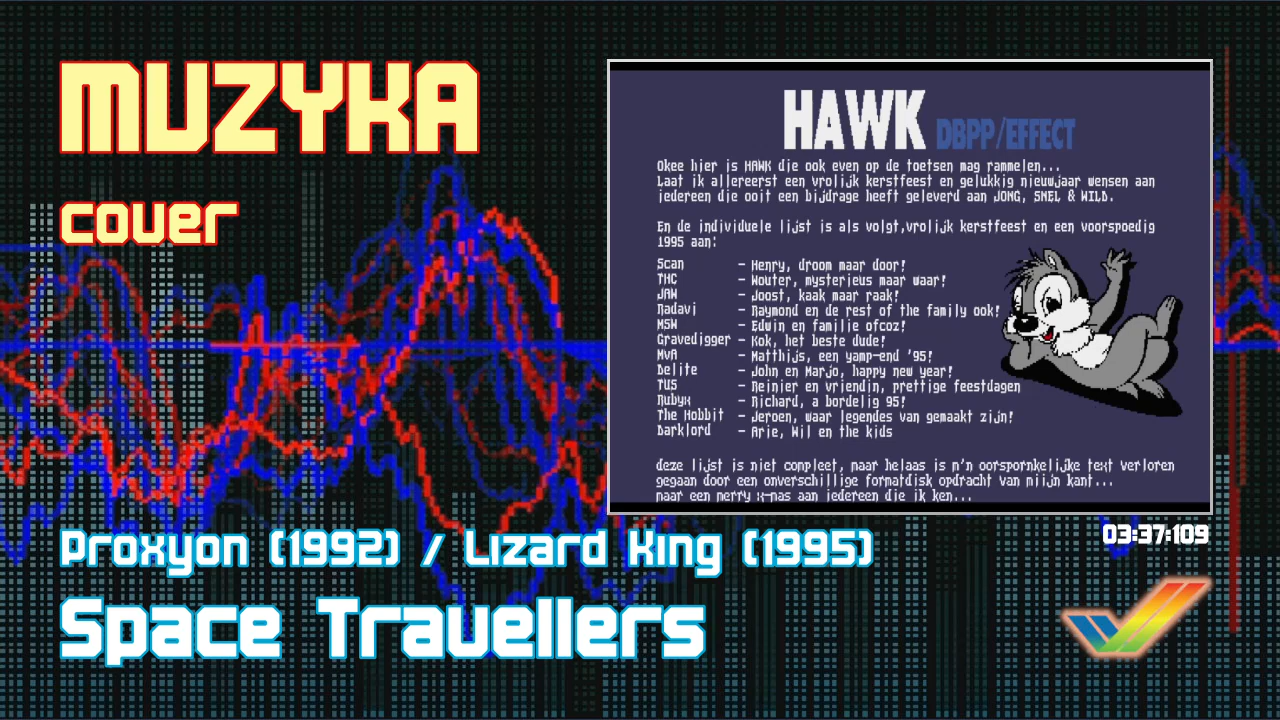 MUZYKA
cover
HAWK DBPP/EFFECT
Okee hier is HAWK die ook even op de toetsen mag rammelen...
Laat ik allereerst een vrolijk kerstfeest en gelukkig nieuwjaar wensen aan
iedereen die ooit een bijdrage heeft geleverd aan JONG, SNEL & WILD.
En de individuele lijst is als volgt,vrolijk kerstfeest en een voorspoedig
1995 aan:
Scan - Henry, droom maar door!
THC - Wouter, mysterieus maar waar!
JAW - Joost, kaak maar raak!
Nadavi - Raymond en de rest of the family ook!
MSW - Edwin en familie ofcoz!
Gravedigger - Kok, het beste dude!
MvA - Matthijs, een yamp-end '95!
Delite - John en Marjo, happy new year!
TUS - Reinier en vriendin, prettige feestdagen
Rubyx - Richard, a bordelig 95!
The Hobbit - Jeroen, waar legendes van gemaakt zijn!
Darklord - Arie, Wil en the kids
deze lijst is niet conpleet, naar helaas is n'n oorspornkelijke text verloren
gegaan door een onverschillige formatdisk opdracht van miijn kant...
naar een merry x-mas aan iedereen die ik ken...
03:37:109
Proxyon (1992) / Lizard King (1995)
Space Travellers